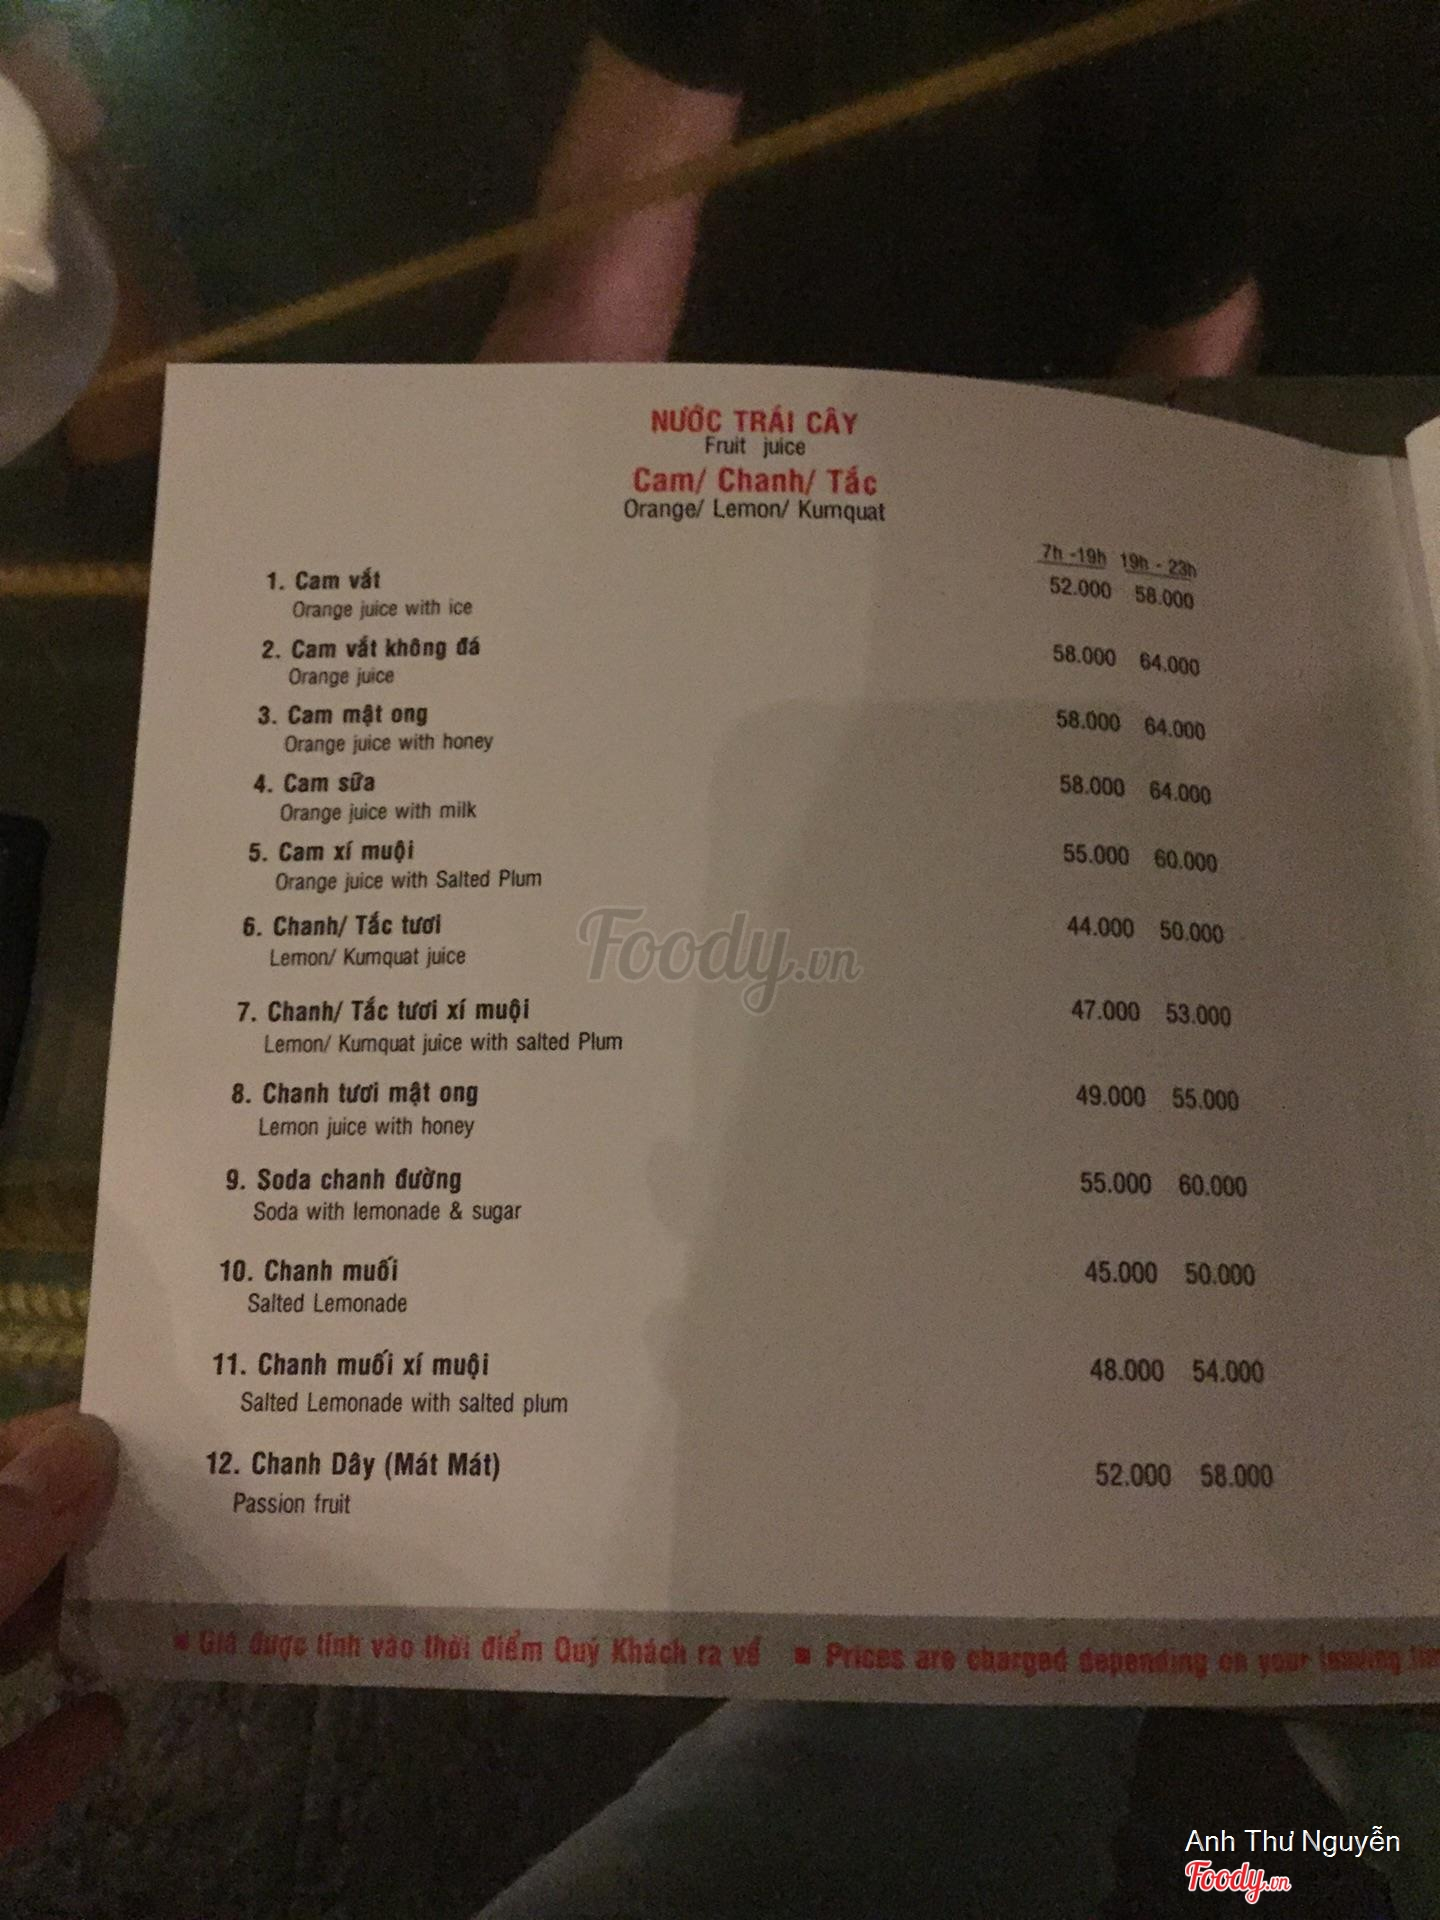 NƯỚC TRÁI CÂY
Fruit juice
Cam/ Chanh/ Tắc
Orange/ Lemon/ Kumquat
7h -19h 19h - 23h
1. Cam vắt 52.000 58.000
Orange juice with ice
2. Cam vắt không đá 58.000 64.000
Orange juice
3. Cam mật ong 58.000 64.000
Orange juice with honey
4. Cam sữa 58.000 64.000
Orange juice with milk
5. Cam xí muội 55.000 60.000
Orange juice with Salted Plum
6. Chanh/ Tắc tươi 44.000 50.000
Lemon/ Kumquat juice
7. Chanh/ Tắc tươi xí muội 47.000 53.000
Lemon/ Kumquat juice with salted Plum
8. Chanh tươi mật ong 49.000 55.000
Lemon juice with honey
9. Soda chanh đường 55.000 60.000
Soda with lemonade & sugar
10. Chanh muối 45.000 50.000
Salted Lemonade
11. Chanh muối xí muội 48.000 54.000
Salted Lemonade with salted plum
12. Chanh Dây (Mát Mát) 52.000 58.000
Passion fruit
■ Giá được tính vào thời điểm Quý Khách ra về ■ Prices are charged depending on your leaving
Foody.vn
Anh Thư Nguyễn
Foody.vn